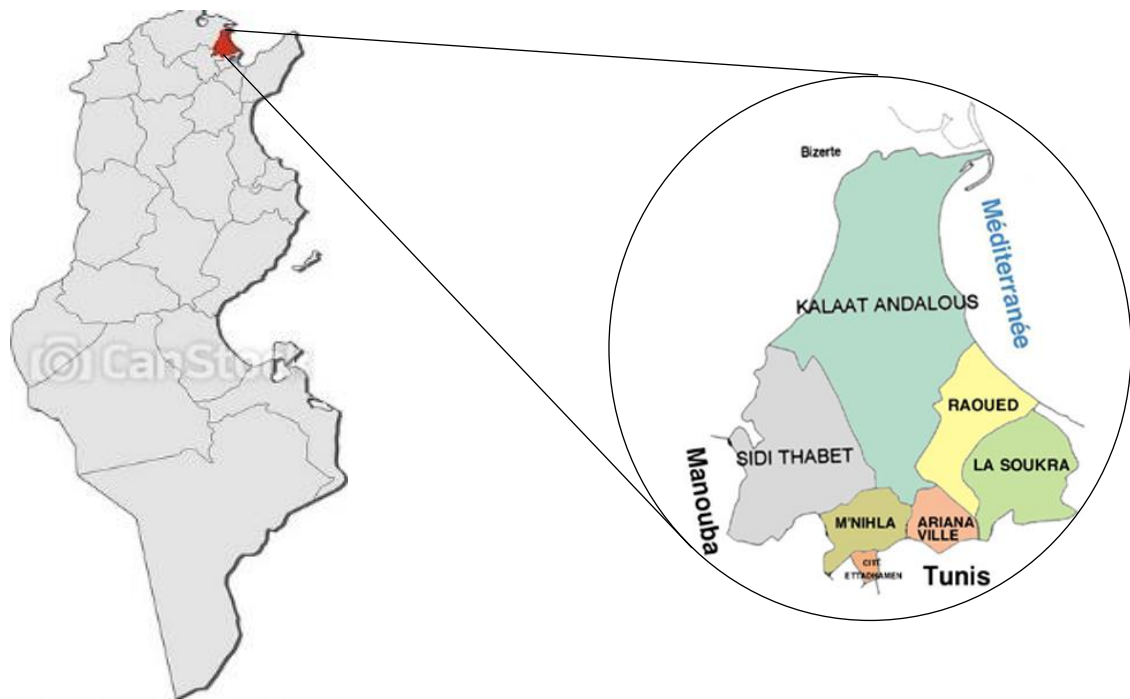 Bizerte
Méditerranée
KALAAT ANDALOUS
RAOUED
SIDI THABET
LA SOUKRA
Manouba
M'NIHLA
ARIANA
VILLE
CITE
ETTADHAMEN
Tunis
CanStock